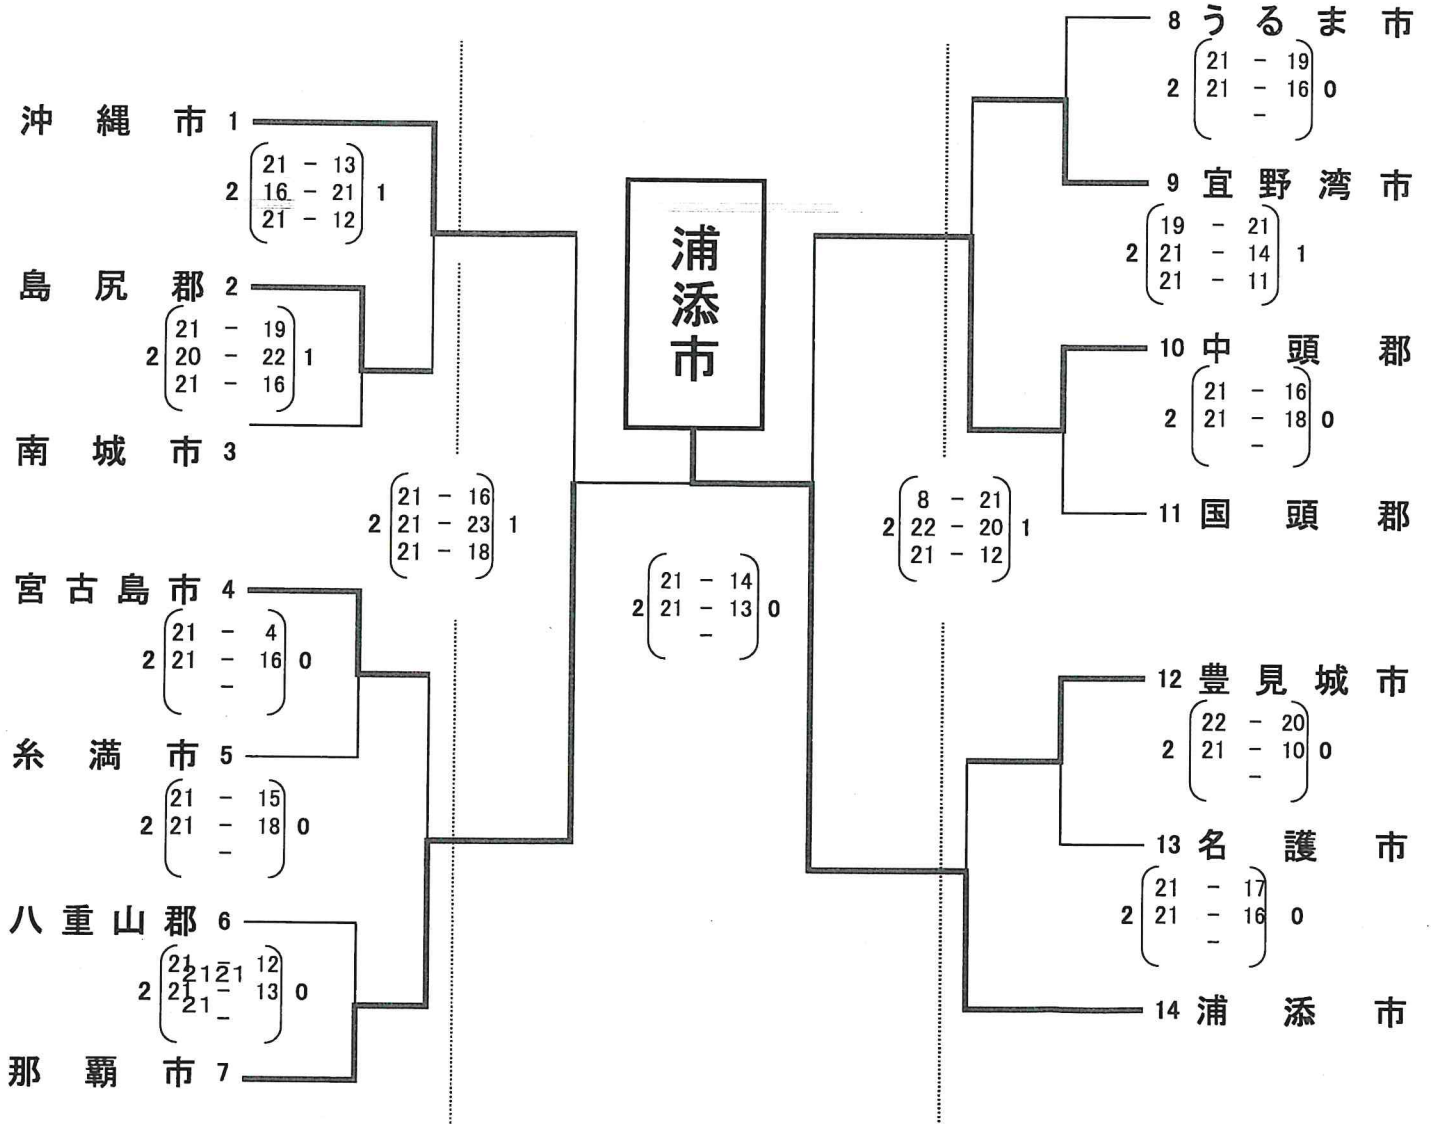 沖縄市 1
21 - 13
2 16 - 21 1
21 - 12
島尻郡 2
21 - 19
2 20 - 22 1
21 - 16
南城市 3
21 - 16
2 21 - 23 1
21 - 18
宮古島市 4
21 - 4
2 21 - 16 0
-
糸満市 5
21 - 15
2 21 - 18 0
-
八重山郡 6
21 - 12
2121
2 21 - 13 0
21
-
那覇市 7
浦添市
21 - 14
2 21 - 13 0
-
8 うるま市
21 - 19
2 21 - 16 0
-
9 宜野湾市
19 - 21
2 21 - 14 1
21 - 11
10 中頭郡
21 - 16
2 21 - 18 0
-
11 国頭郡
8 - 21
2 22 - 20 1
21 - 12
12 豊見城市
22 - 20
2 21 - 10 0
-
13 名護市
21 - 17
2 21 - 16 0
-
14 浦添市